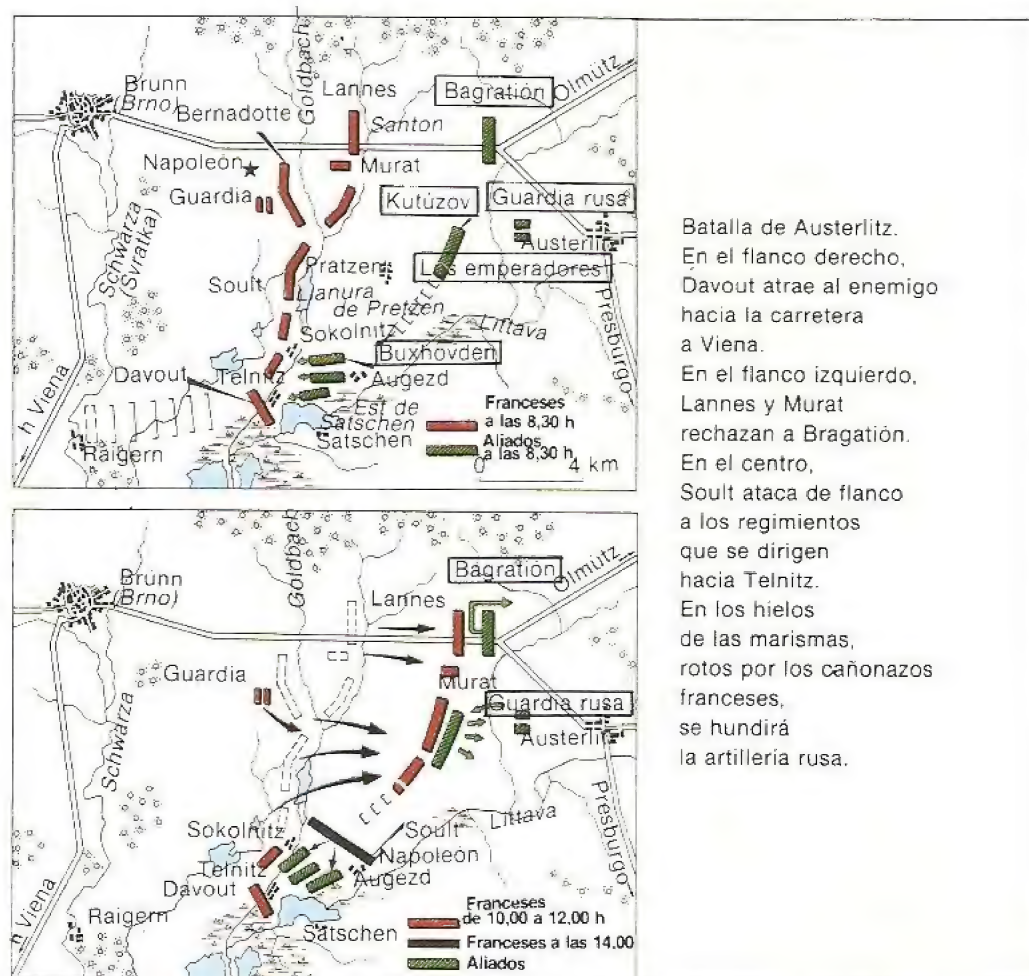 Goldbach
Olmütz
Lannes
Bagratión
Brunn
(Brno)
Bernadotte
Santon
Napoleón
Murat
Guardia
Kutúzov
Guardia rusa
Schwarza
(Svratka)
Austerlitz
Pratzen
Los emperadores
Soult
Llanura
de Pretzen
Presburgo
Littava
Sokolnitz
Buxhovden
Davout
Telnitz
Augezd
h Viena
Est de
Satschen
Satschen
Raigern
Franceses
a las 8,30 h
Aliados
a las 8,30 h
0 4 km
Goldbach
Olmütz
Bagratión
Brunn
(Brno)
Lannes
Guardia
Murat
Guardia rusa
Austerlitz
Schwarza
Presburgo
Littava
Sokolnitz
Soult
Napoleón
Telnitz
Augezd
Davout
h Viena
Raigern
Satschen
Franceses
de 10,00 a 12,00 h
Franceses a las 14.00
Aliados
Batalla de Austerlitz.
En el flanco derecho,
Davout atrae al enemigo
hacia la carretera
a Viena.
En el flanco izquierdo,
Lannes y Murat
rechazan a Bragatión.
En el centro,
Soult ataca de flanco
a los regimientos
que se dirigen
hacia Telnitz.
En los hielos
de las marismas,
rotos por los cañonazos
franceses,
se hundirá
la artillería rusa.